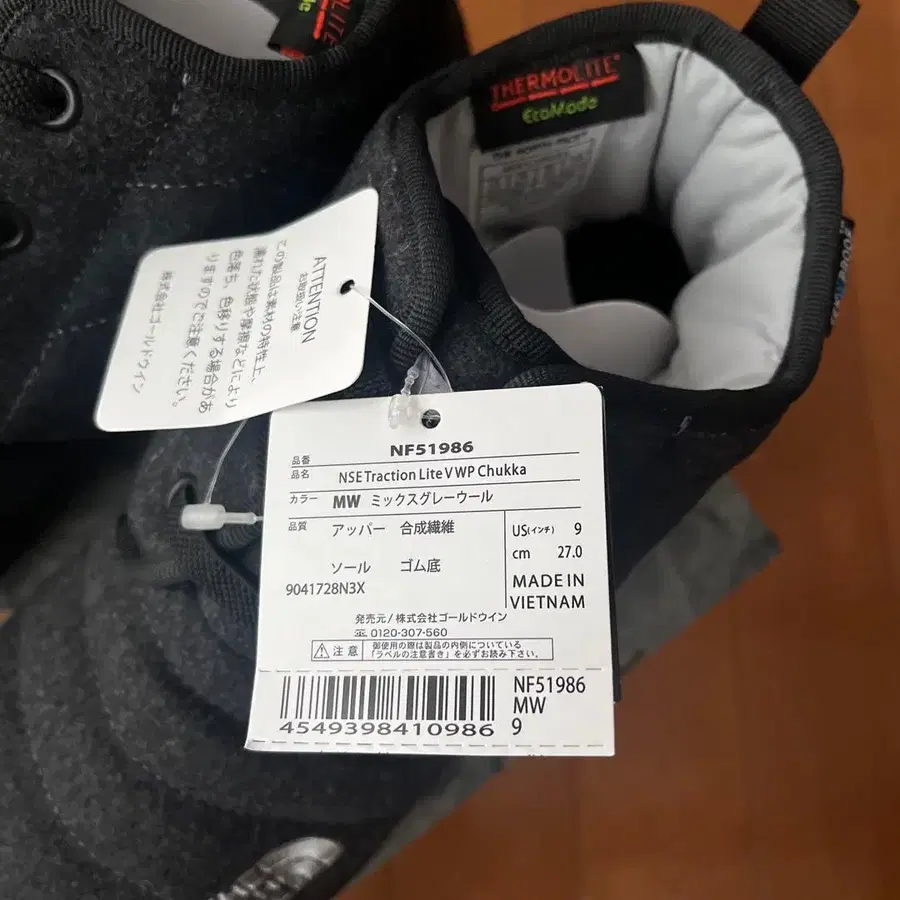 THERMOLITE
EcoMade
THERMOLITE
EcoMade
THE NORTH FACE
ATTENTION
お取扱い注意
この製品は素材の特性上、
濡れた状態や摩擦などにより
色落ち、色移りする場合があ
りますのでご注意ください。
株式会社ゴールドウイン
NF51986
品番
品名 NSE Traction Lite V WP Chukka
カラー MW ミックスグレーウール
品質 アッパー 合成繊維
ソール ゴム底
9041728N3X
US(インチ) 9
cm 27.0
MADE IN
VIETNAM
発売元/株式会社ゴールドウイン
☎ 0120-307-560
注意 御使用の際は製品の内側についている
「ラベルの注意書き」を必ずお読み下さい。
4549398410986
NF51986
MW
9